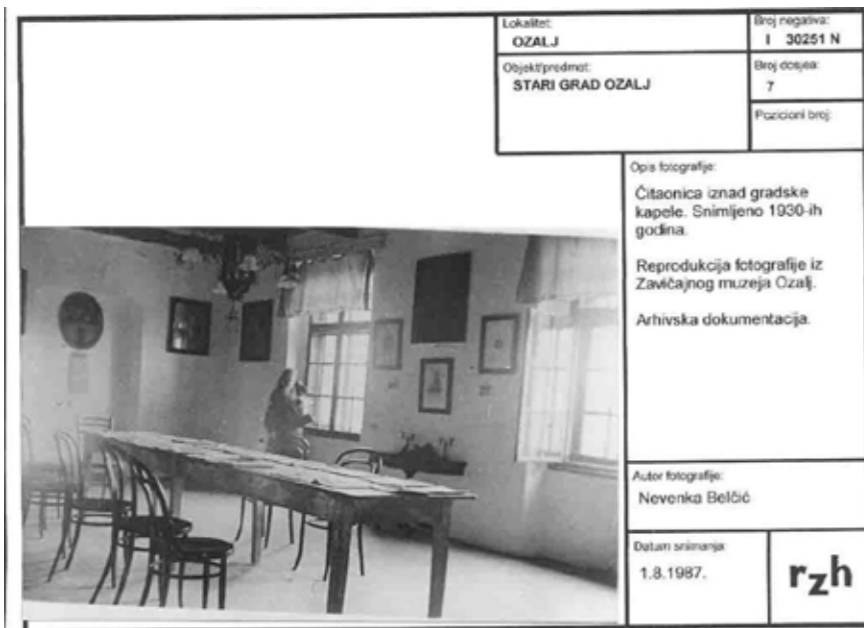 Lokalitet:
OZALJ
Broj negativa:
I 30251 N
Objekt/predmet:
STARI GRAD OZALJ
Broj dosjea:
7
Pozicioni broj:
Opis fotografije:
Čitaonica iznad gradske
kapele. Snimljeno 1930-ih
godina.
Reprodukcija fotografije iz
Zavičajnog muzeja Ozalj.
Arhivska dokumentacija.
Autor fotografije:
Nevenka Belčić
Datum snimanja
1.8.1987.
rzh